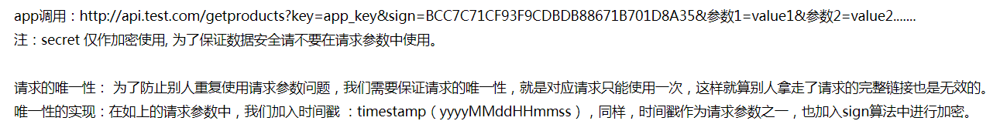 app调用：http://api.test.com/getproducts?key=app_key&sign=BCC7C71CF93F9CDBDB88671B701D8A35&参数1=value1&参数2=value2.......
注：secret 仅作加密使用, 为了保证数据安全请不要在请求参数中使用。
请求的唯一性： 为了防止别人重复使用请求参数问题，我们需要保证请求的唯一性，就是对应请求只能使用一次，这样就算别人拿走了请求的完整链接也是无效的。
唯一性的实现：在如上的请求参数中，我们加入时间戳 ：timestamp（yyyyMMddHHmmss），同样，时间戳作为请求参数之一，也加入sign算法中进行加密。